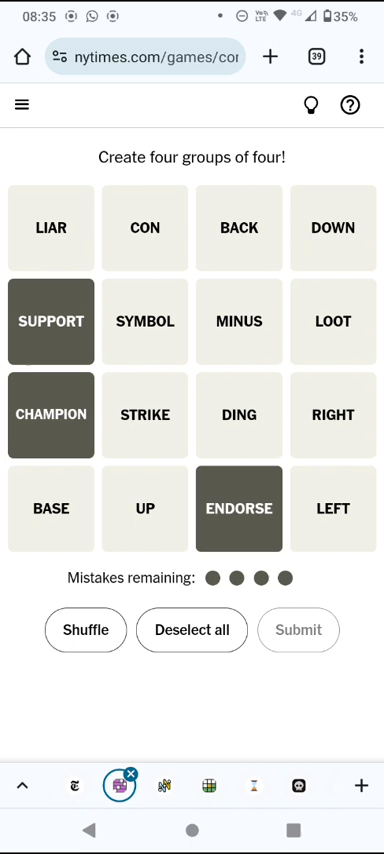 08:35 4G 35%
nytimes.com/games/cor 39
Create four groups of four!
LIAR CON BACK DOWN
SUPPORT SYMBOL MINUS LOOT
CHAMPION STRIKE DING RIGHT
BASE UP ENDORSE LEFT
Mistakes remaining:
Shuffle Deselect all Submit